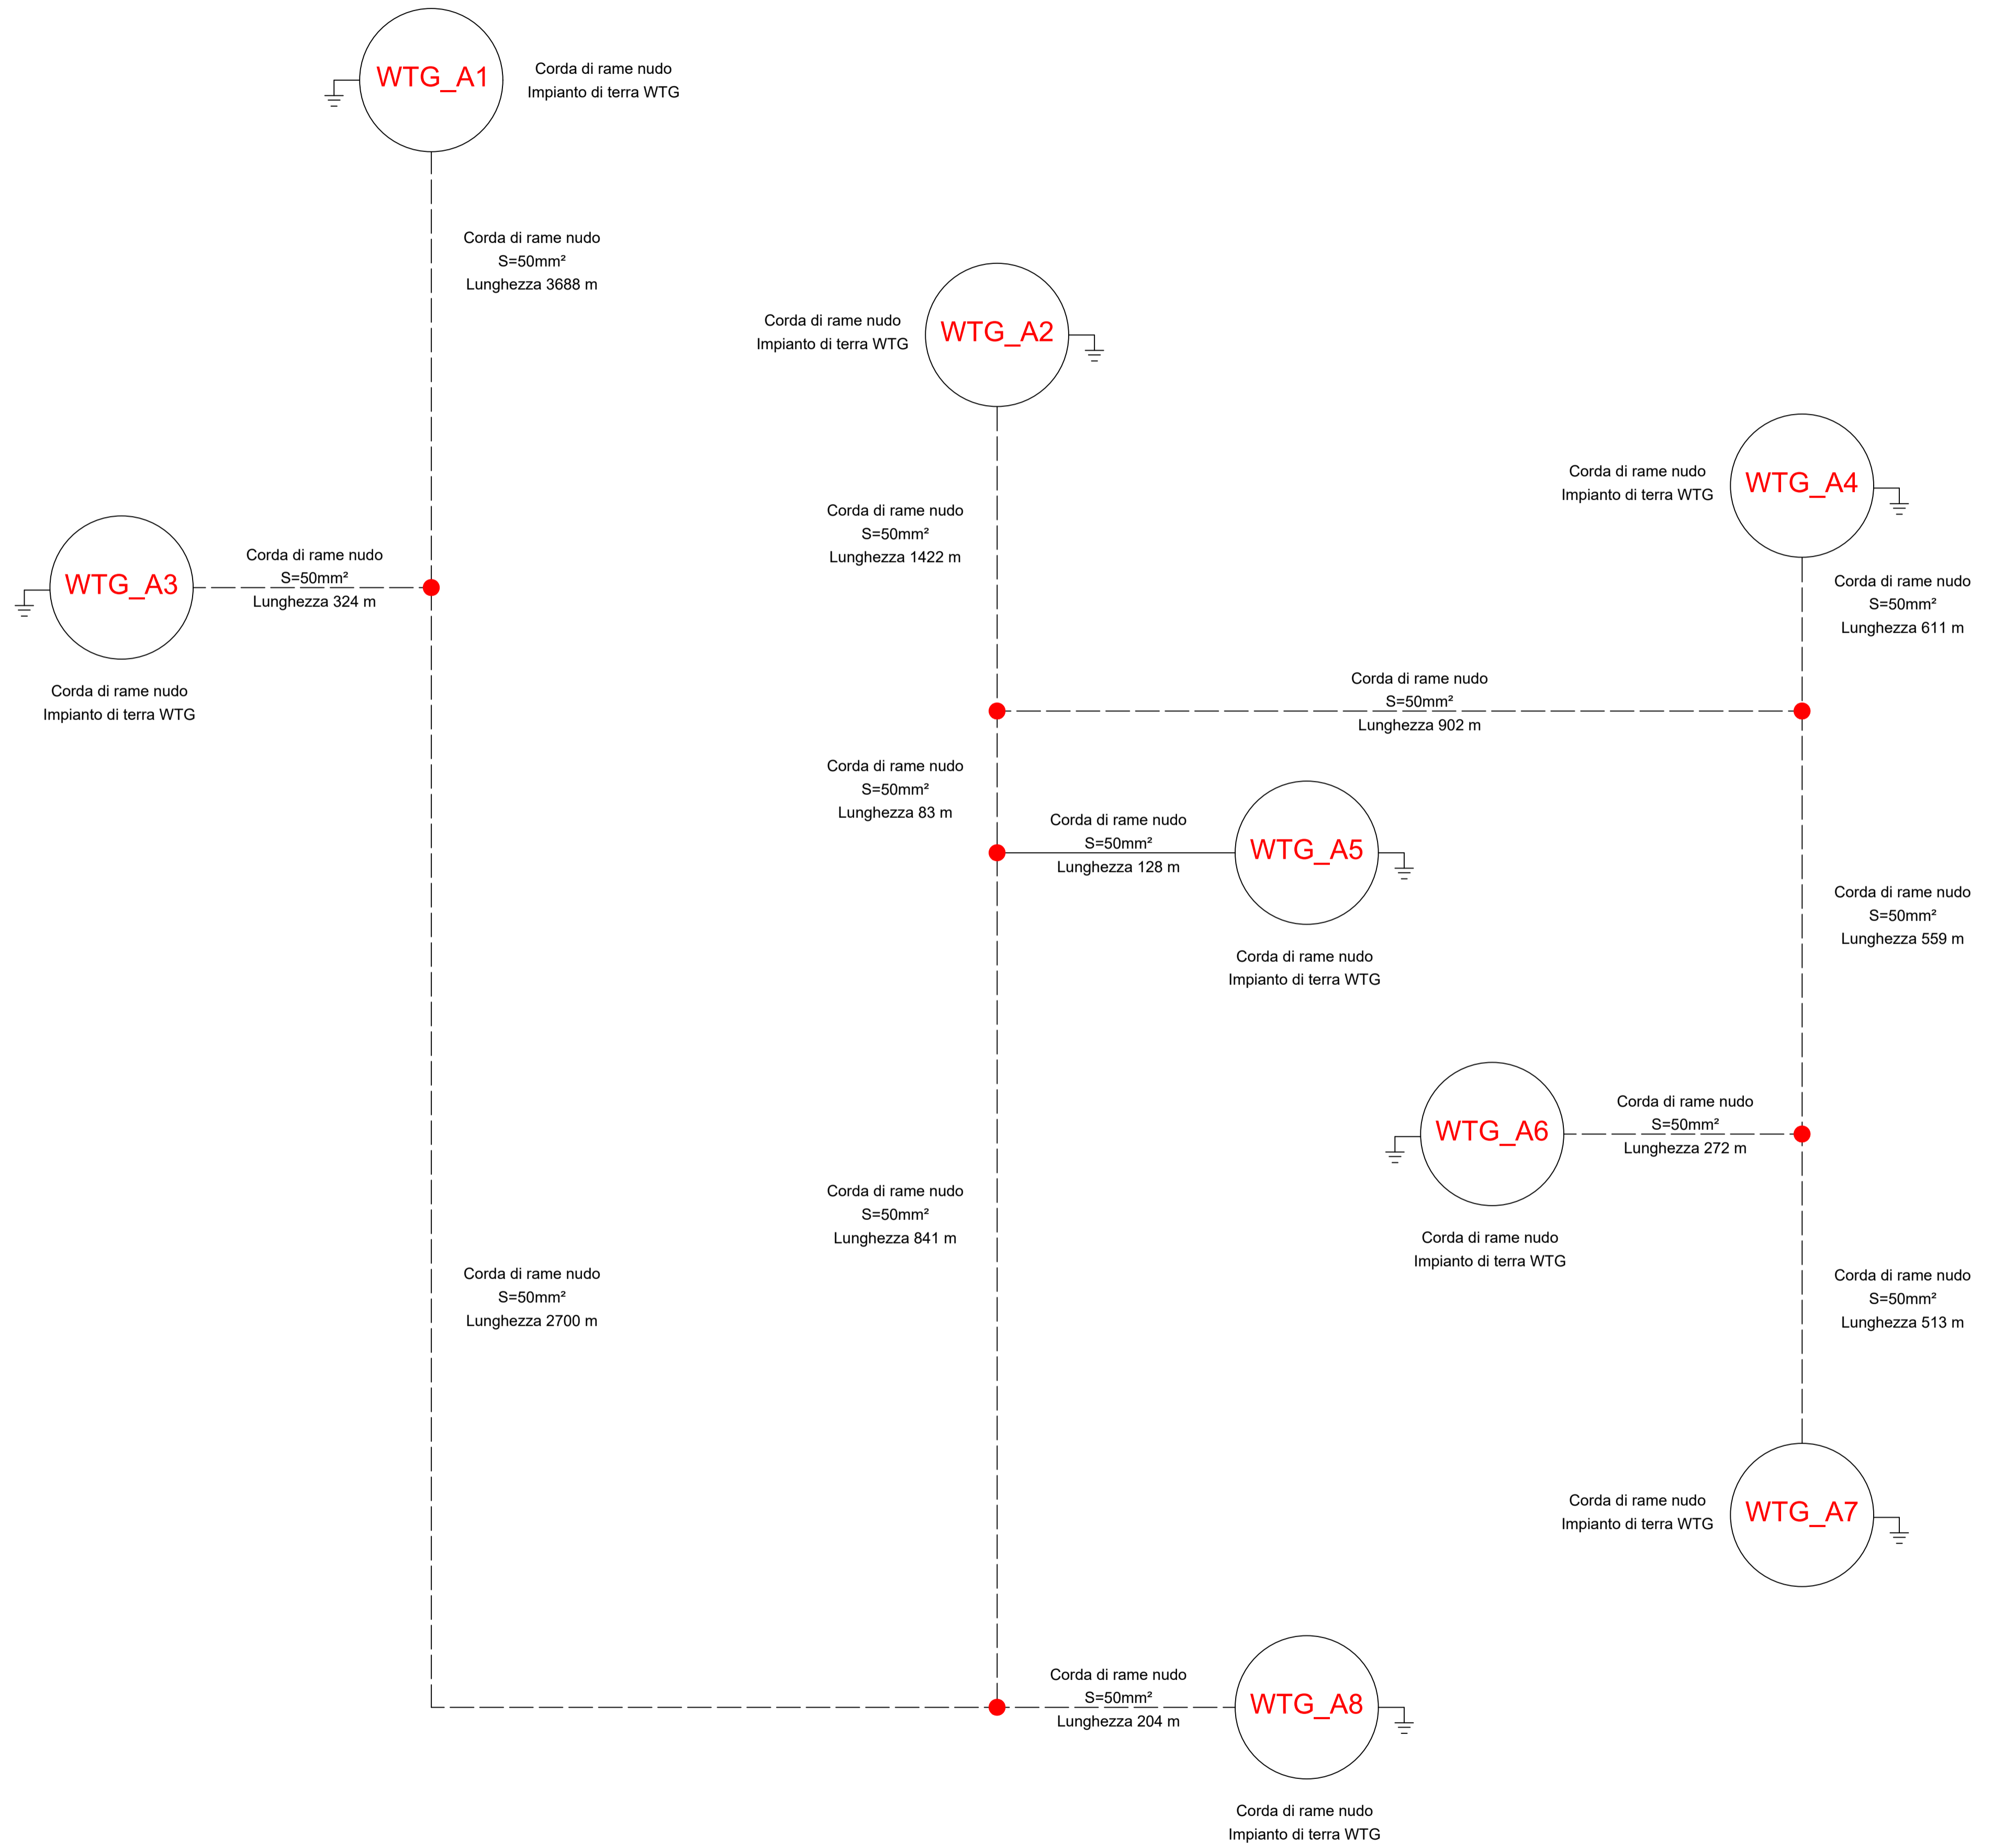 WTG_A1
Corda di rame nudo
Impianto di terra WTG
Corda di rame nudo
S=50mm²
Lunghezza 3688 m
Corda di rame nudo
Impianto di terra WTG
WTG_A2
Corda di rame nudo
Impianto di terra WTG
WTG_A4
Corda di rame nudo
S=50mm²
Lunghezza 1422 m
WTG_A3
Corda di rame nudo
S=50mm²
Lunghezza 324 m
Corda di rame nudo
Impianto di terra WTG
Corda di rame nudo
S=50mm²
Lunghezza 611 m
Corda di rame nudo
S=50mm²
Lunghezza 902 m
Corda di rame nudo
S=50mm²
Lunghezza 83 m
Corda di rame nudo
S=50mm²
Lunghezza 128 m
WTG_A5
Corda di rame nudo
Impianto di terra WTG
Corda di rame nudo
S=50mm²
Lunghezza 559 m
WTG_A6
Corda di rame nudo
S=50mm²
Lunghezza 272 m
Corda di rame nudo
Impianto di terra WTG
Corda di rame nudo
S=50mm²
Lunghezza 841 m
Corda di rame nudo
S=50mm²
Lunghezza 2700 m
Corda di rame nudo
S=50mm²
Lunghezza 513 m
Corda di rame nudo
Impianto di terra WTG
WTG_A7
Corda di rame nudo
S=50mm²
Lunghezza 204 m
WTG_A8
Corda di rame nudo
Impianto di terra WTG